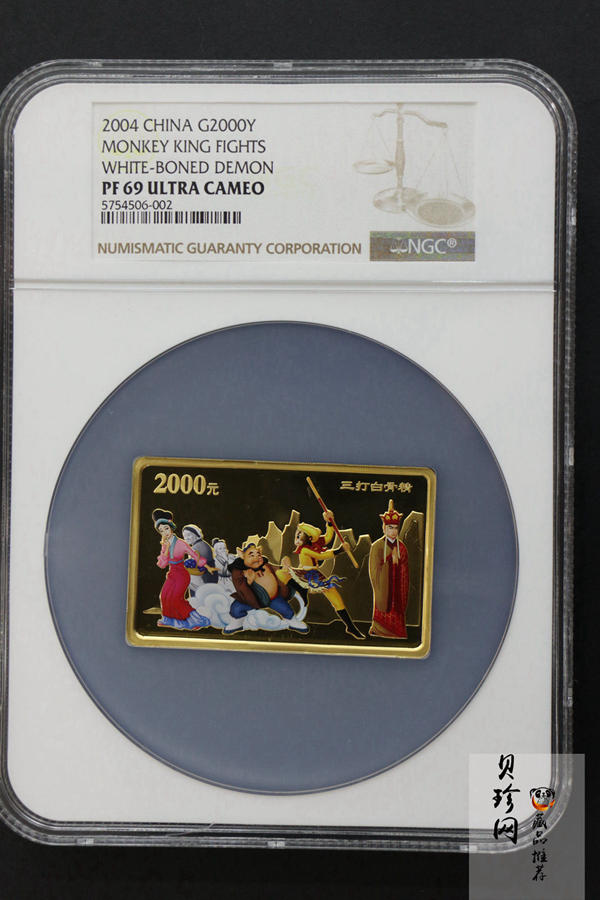 2004 CHINA G2000Y
MONKEY KING FIGHTS
WHITE-BONED DEMON
PF 69 ULTRA CAMEO
5754506-002
NUMISMATIC GUARANTY CORPORATION
NGC®
2000元
三打白骨精
贝珍网
藏品推荐